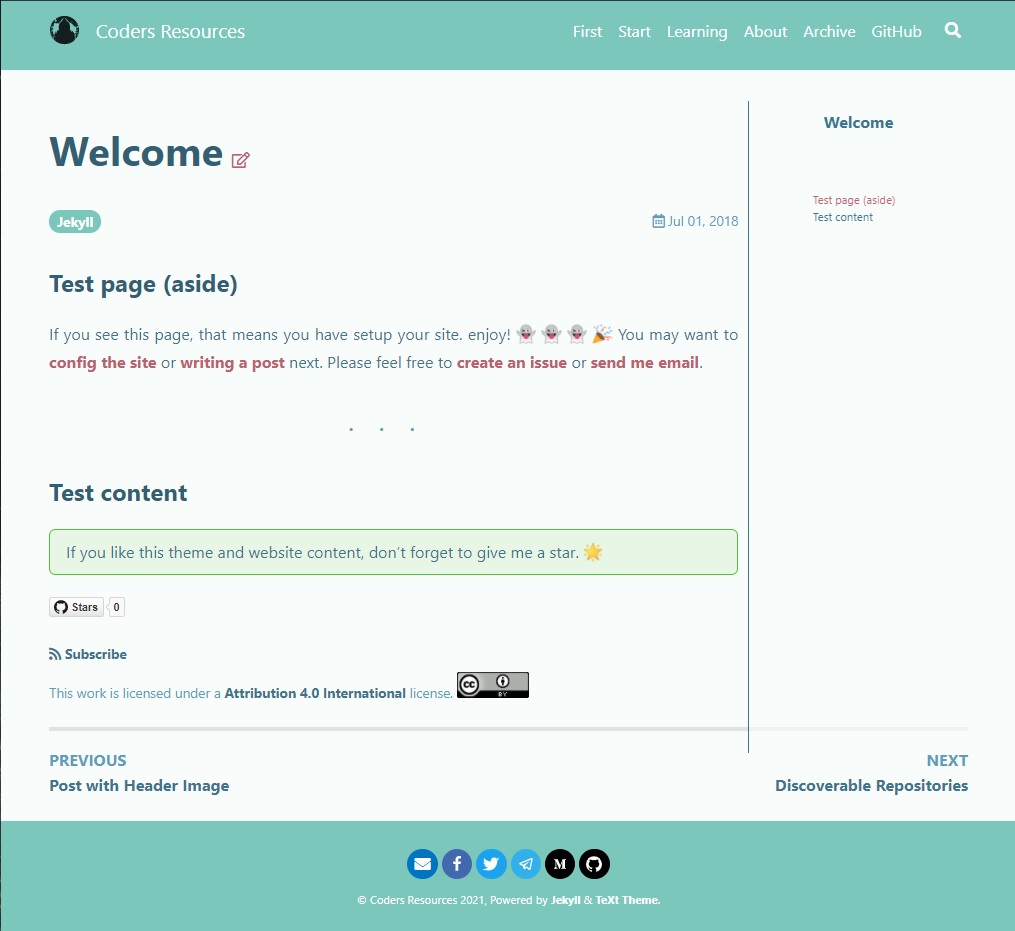 Coders Resources
First Start Learning About Archive GitHub
Welcome
Jekyll
Jul 01, 2018
Test page (aside)
If you see this page, that means you have setup your site. enjoy! 👻 👻 👻 🎉 You may want to
config the site or writing a post next. Please feel free to create an issue or send me email.
. . .
Test content
If you like this theme and website content, don’t forget to give me a star. 🌟
Stars 0
Subscribe
This work is licensed under a Attribution 4.0 International license.
cc BY
Welcome
Test page (aside)
Test content
PREVIOUS
Post with Header Image
NEXT
Discoverable Repositories
M
© Coders Resources 2021, Powered by Jekyll & TeXt Theme.